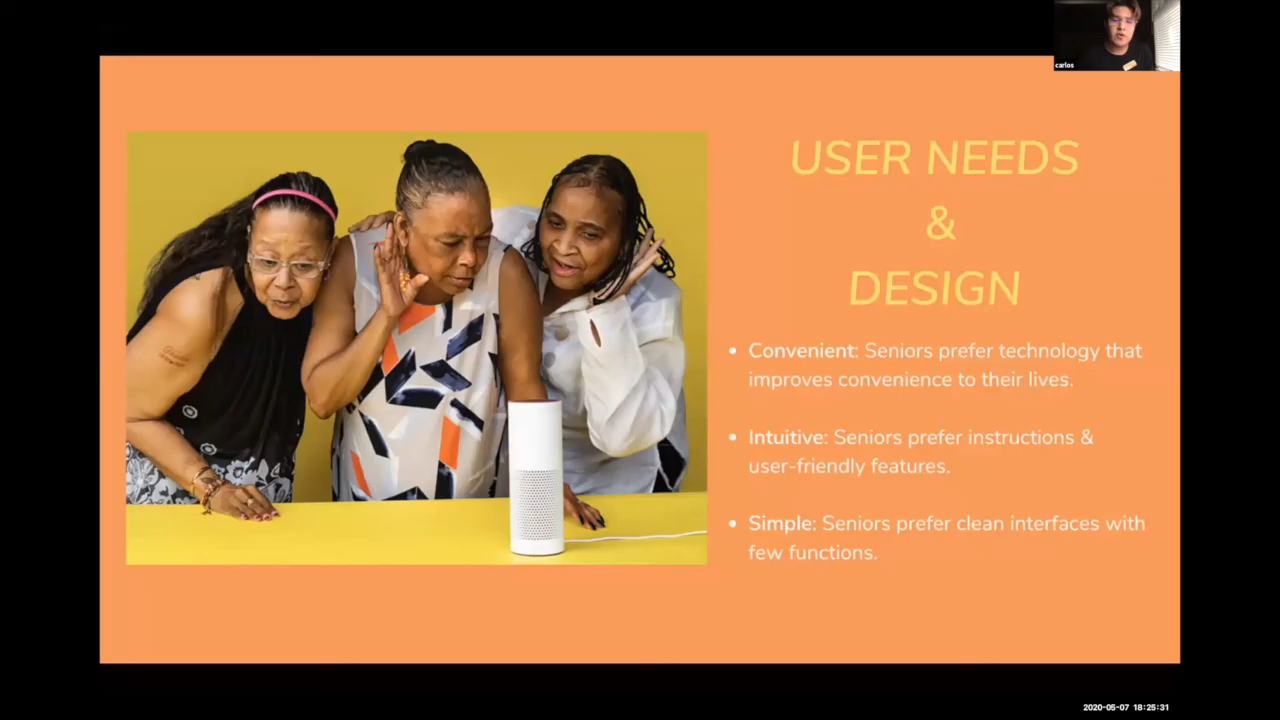 carlos
USER NEEDS
&
DESIGN
• Convenient: Seniors prefer technology that
improves convenience to their lives.
• Intuitive: Seniors prefer instructions &
user-friendly features.
• Simple: Seniors prefer clean interfaces with
few functions.
2020-05-07 18:25:31